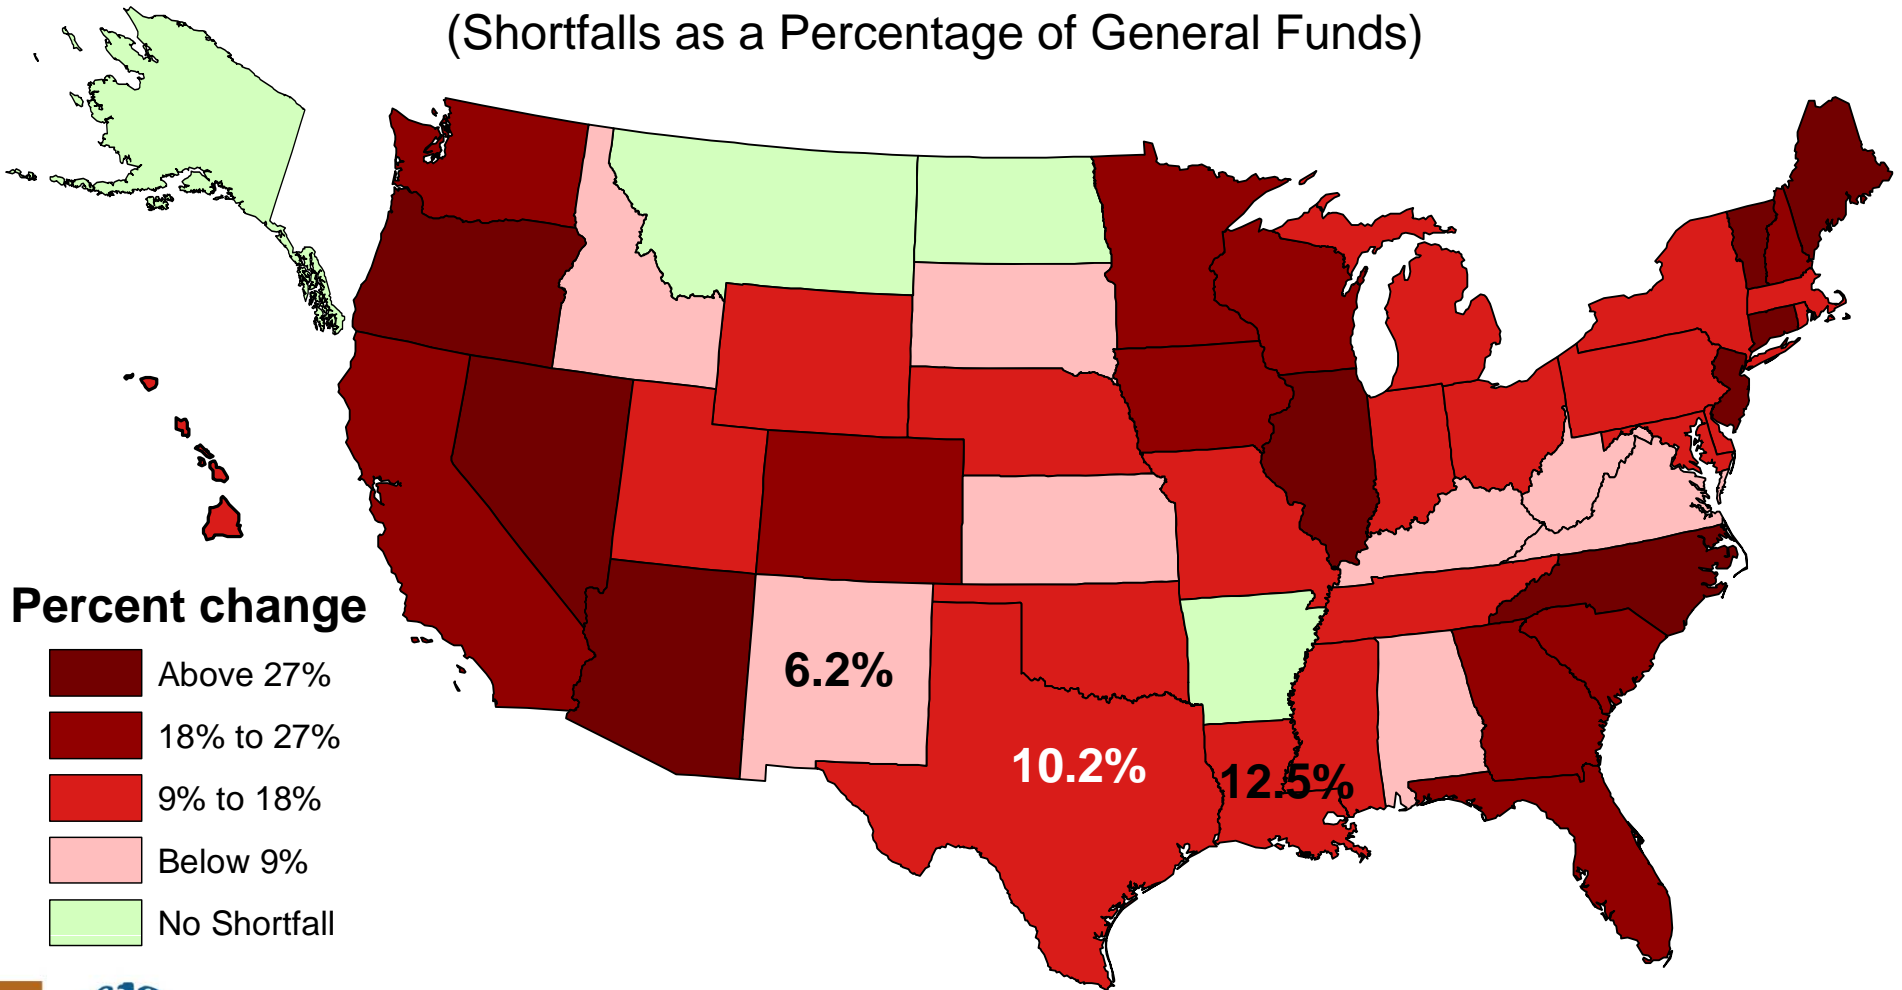 (Shortfalls as a Percentage of General Funds)
Percent change
Above 27%
18% to 27%
9% to 18%
Below 9%
No Shortfall
6.2%
10.2%
12.5%